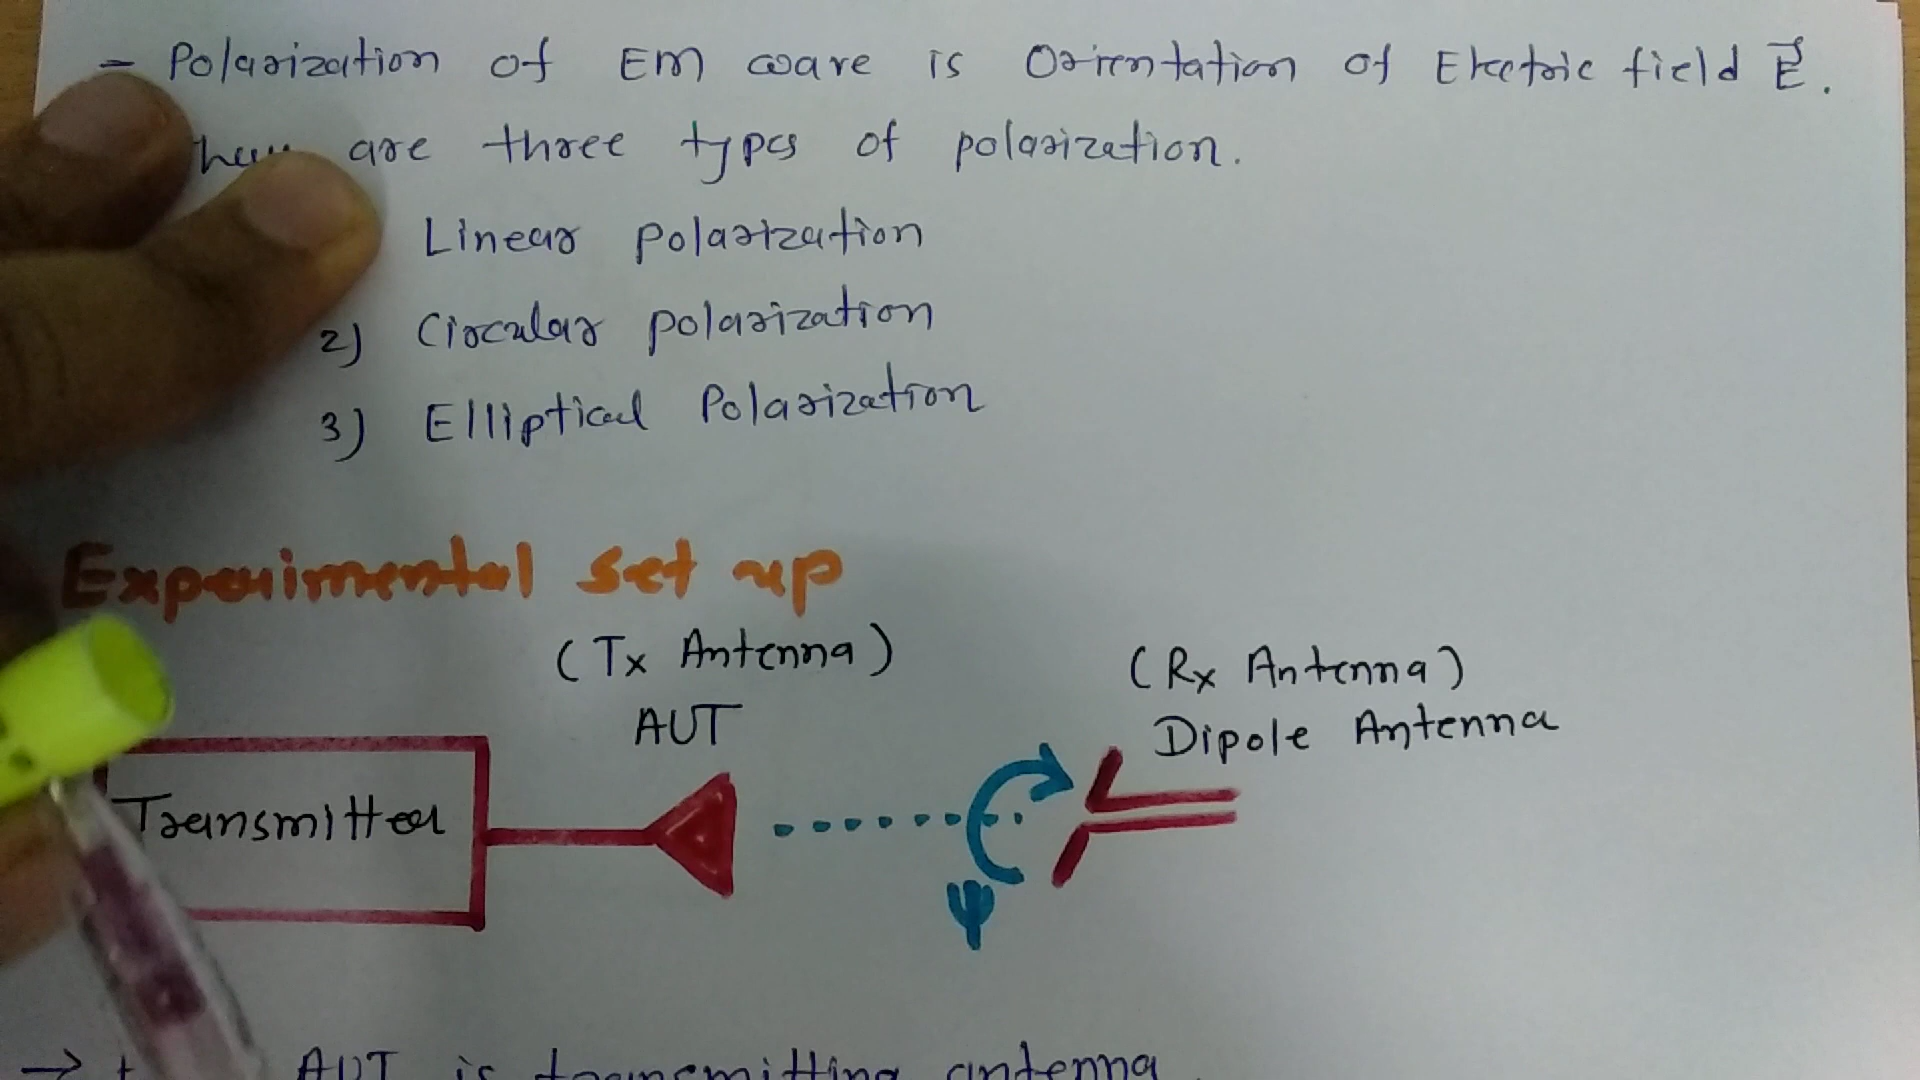 - Polarization of EM wave is Orientation of Electric field E.
are three types of polarization.
Linear polarization
2) Circular polarization
3) Elliptical Polarization
Experimental set up
(Tx Antenna)
AUT
(Rx Antenna)
Dipole Antenna
Transmitter
ψ
→ AUT is transmitting antenna